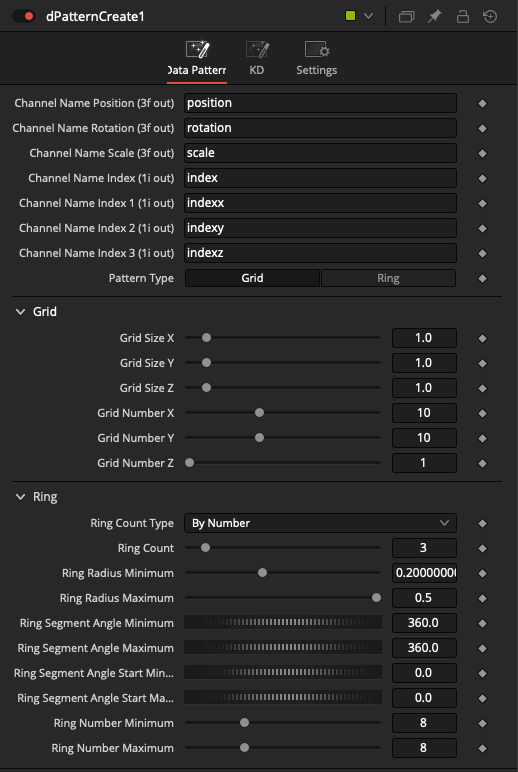 dPatternCreate1
Data Pattern KD Settings
Channel Name Position (3f out) position
Channel Name Rotation (3f out) rotation
Channel Name Scale (3f out) scale
Channel Name Index (1i out) index
Channel Name Index 1 (1i out) indexx
Channel Name Index 2 (1i out) indexy
Channel Name Index 3 (1i out) indexz
Pattern Type Grid Ring
Grid
Grid Size X 1.0
Grid Size Y 1.0
Grid Size Z 1.0
Grid Number X 10
Grid Number Y 10
Grid Number Z 1
Ring
Ring Count Type By Number
Ring Count 3
Ring Radius Minimum 0.2000000
Ring Radius Maximum 0.5
Ring Segment Angle Minimum 360.0
Ring Segment Angle Maximum 360.0
Ring Segment Angle Start Min... 0.0
Ring Segment Angle Start Ma... 0.0
Ring Number Minimum 8
Ring Number Maximum 8